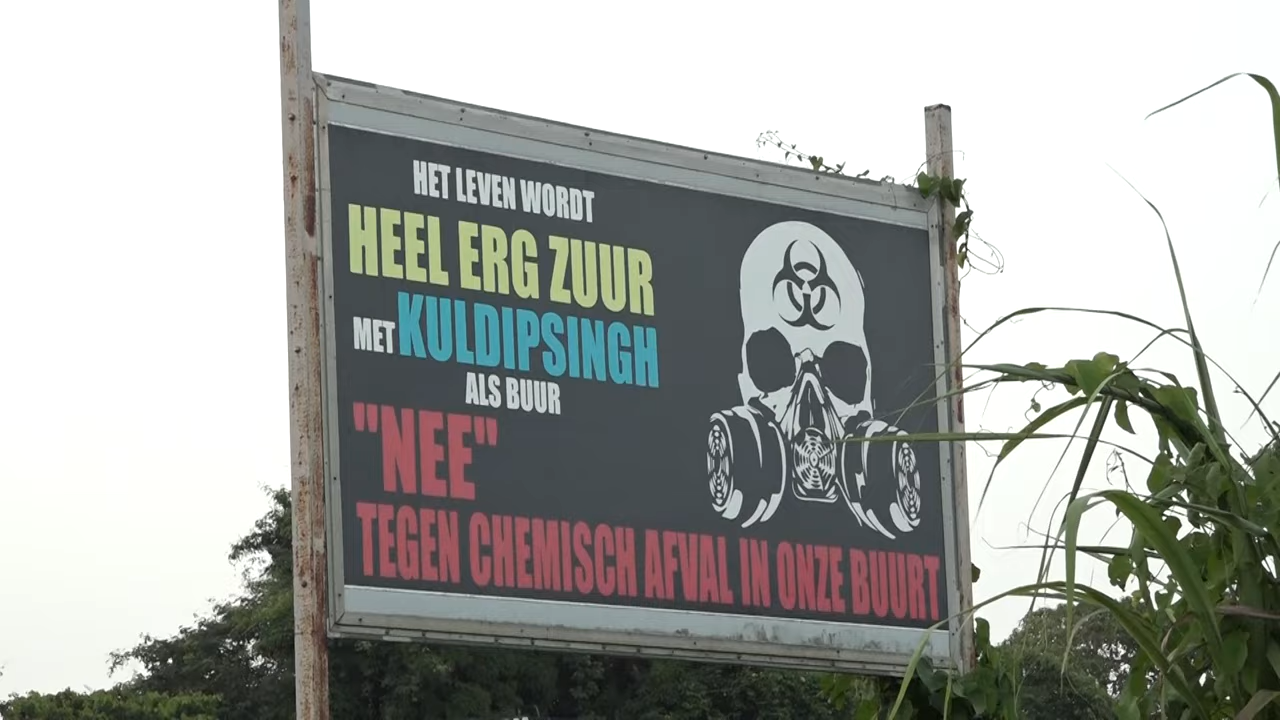 HET LEVEN WORDT
HEEL ERG ZUUR
MET KULDIPSINGH
ALS BUUR
"NEE"
TEGEN CHEMISCH AFVAL IN ONZE BUURT